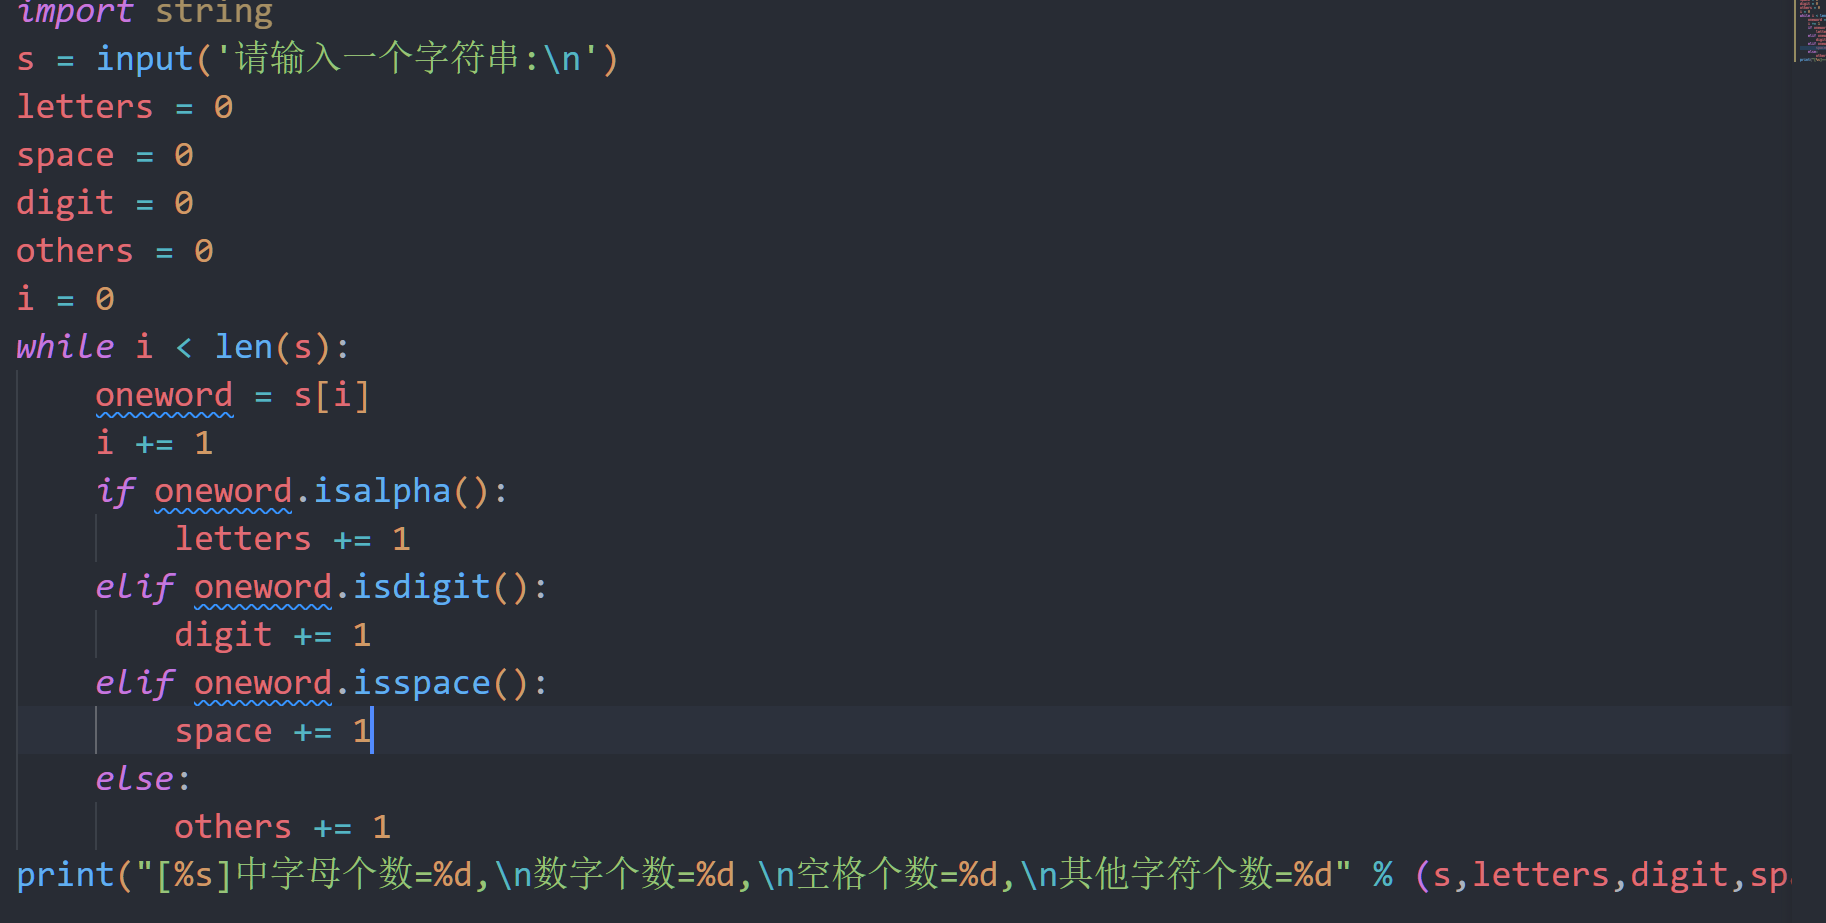 import string
s = input('请输入一个字符串:\n')
letters = 0
space = 0
digit = 0
others = 0
i = 0
while i < len(s):
    oneword = s[i]
    i += 1
    if oneword.isalpha():
        letters += 1
    elif oneword.isdigit():
        digit += 1
    elif oneword.isspace():
        space += 1
    else:
        others += 1
print("[%s]中字母个数=%d,\n数字个数=%d,\n空格个数=%d,\n其他字符个数=%d" % (s,letters,digit,